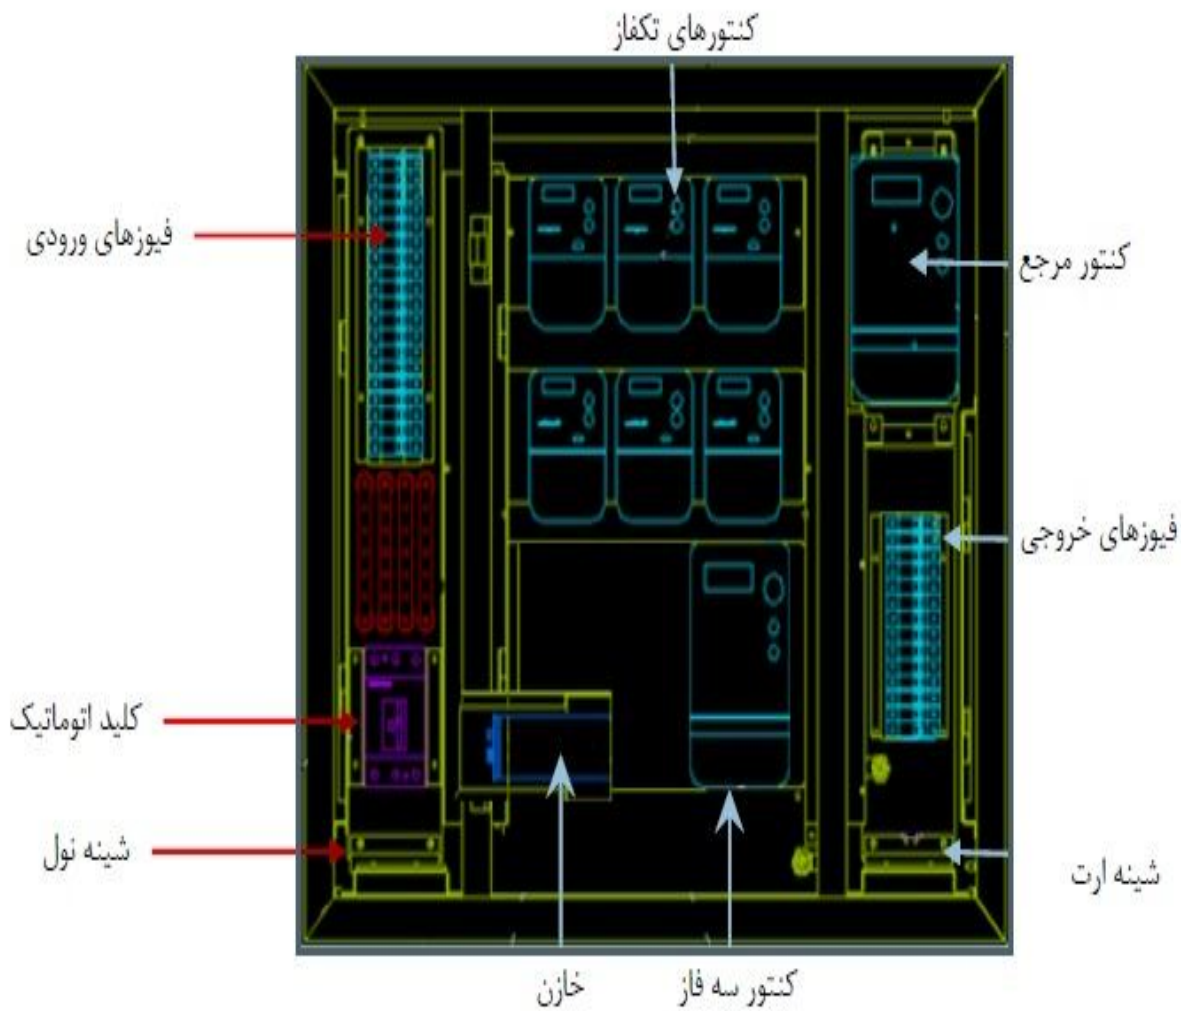 کنتورهای تکفاز
فیوزهای ورودی
کنتور مرجع
فیوزهای خروجی
کلید اتوماتیک
شینه نول
شینه ارت
کنتور سه فاز
خازن